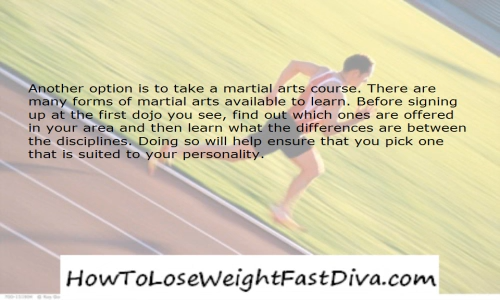 Another option is to take a martial arts course. There are
many forms of martial arts available to learn. Before signing
up at the first dojo you see, find out which ones are offered
in your area and then learn what the differences are between
the disciplines. Doing so will help ensure that you pick one
that is suited to your personality.
HowToLoseWeightFastDiva.com